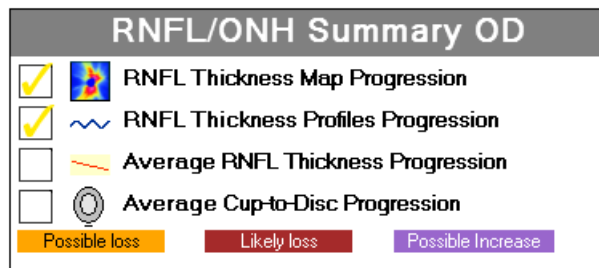 RNFL/ONH Summary OD
RNFL Thickness Map Progression
RNFL Thickness Profiles Progression
Average RNFL Thickness Progression
Average Cup-to-Disc Progression
Possible loss Likely loss Possible Increase